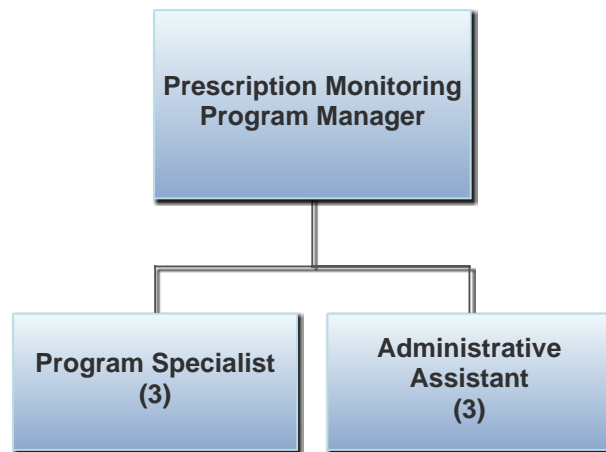 Prescription Monitoring
Program Manager
Program Specialist
(3)
Administrative
Assistant
(3)